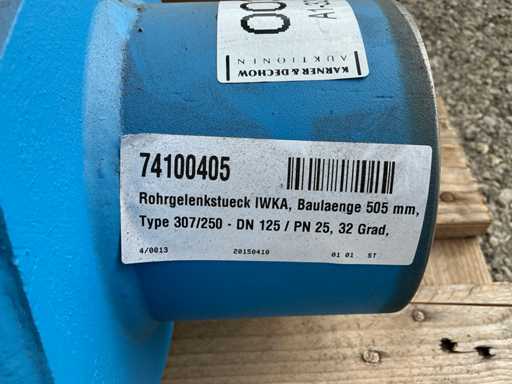 KARNER & DECHOW
AUKTIONEN
74100405
Rohrgelenkstueck IWKA, Baulaenge 505 mm,
Type 307/250 - DN 125 / PN 25, 32 Grad,
4/0013 20150410 01 01 ST